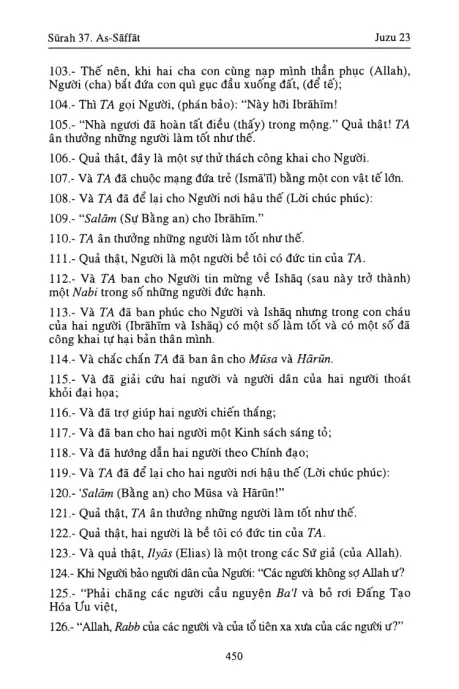 Sūrah 37. As-Sāffāt
Juzu 23
103.- Thế nên, khi hai cha con cùng nạp mình thần phục (Allah),
Người (cha) bắt đứa con quì gục đầu xuống đất, (để tế);
104.- Thì TA gọi Người, (phán bảo): “Này hỡi Ibrāhīm!
105.- “Nhà ngươi đã hoàn tất điều (thấy) trong mộng.” Quả thật! TA
ân thưởng những người làm tốt như thế.
106.- Quả thật, đây là một sự thử thách công khai cho Người.
107.- Và TA đã chuộc mạng đứa trẻ (Ismā'īl) bằng một con vật tế lớn.
108.- Và TA đã để lại cho Người nơi hậu thế (Lời chúc phúc):
109.- “Salām (Sự Bằng an) cho Ibrāhīm.”
110.- TA ân thưởng những người làm tốt như thế.
111.- Quả thật, Người là một người bề tôi có đức tin của TA.
112.- Và TA ban cho Người tin mừng về Ishāq (sau này trở thành)
một Nabi trong số những người đức hạnh.
113.- Và TA đã ban phúc cho Người và Ishāq nhưng trong con cháu
của hai người (Ibrāhīm và Ishāq) có một số làm tốt và có một số đã
công khai tự hại bản thân mình.
114.- Và chắc chắn TA đã ban ân cho Mūsa và Hārūn.
115.- Và đã giải cứu hai người và người dân của hai người thoát
khỏi đại họa;
116.- Và đã trợ giúp hai người chiến thắng;
117.- Và đã ban cho hai người một Kinh sách sáng tỏ;
118.- Và đã hướng dẫn hai người theo Chính đạo;
119.- Và TA đã để lại cho hai người nơi hậu thế (Lời chúc phúc):
120.- 'Salām (Bằng an) cho Mūsa và Hārūn!”
121.- Quả thật, TA ân thưởng những người làm tốt như thế.
122.- Quả thật, hai người là bề tôi có đức tin của TA.
123.- Và quả thật, Ilyās (Elias) là một trong các Sứ giả (của Allah).
124.- Khi Người bảo người dân của Người: “Các người không sợ Allah ư?
125.- “Phải chăng các người cầu nguyện Ba'l và bỏ rơi Đấng Tạo
Hóa Ưu việt,
126.- “Allah, Rabb của các người và của tổ tiên xa xưa của các người ư?”
450